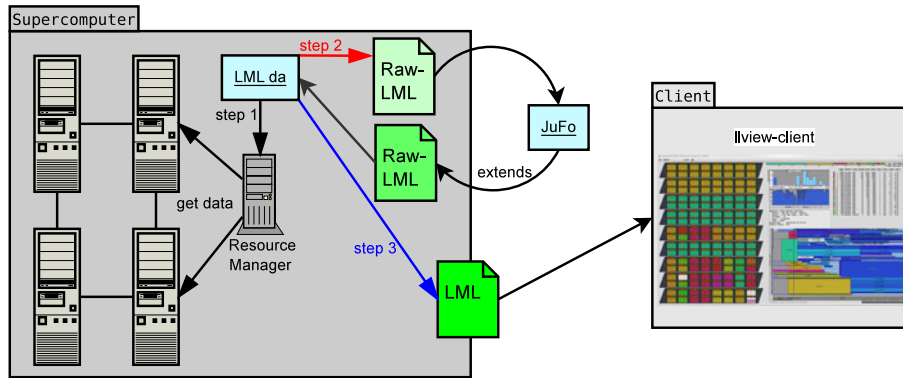 Supercomputer
step 2
LML da
Raw-
LML
step 1
Client
JuFo
llview-client
Raw-
LML
extends
get data
Resource
Manager
step 3
LML